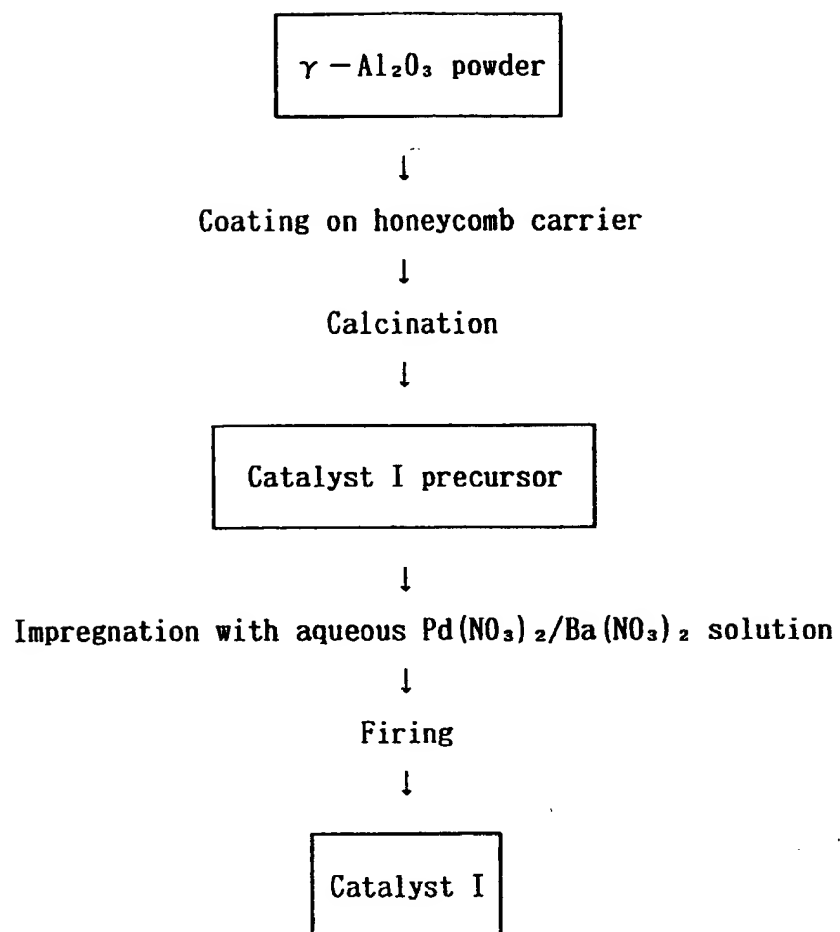 γ－Al₂O₃ powder
↓
Coating on honeycomb carrier
↓
Calcination
↓
Catalyst I precursor
↓
Impregnation with aqueous Pd(NO₃)₂/Ba(NO₃)₂ solution
↓
Firing
↓
Catalyst I